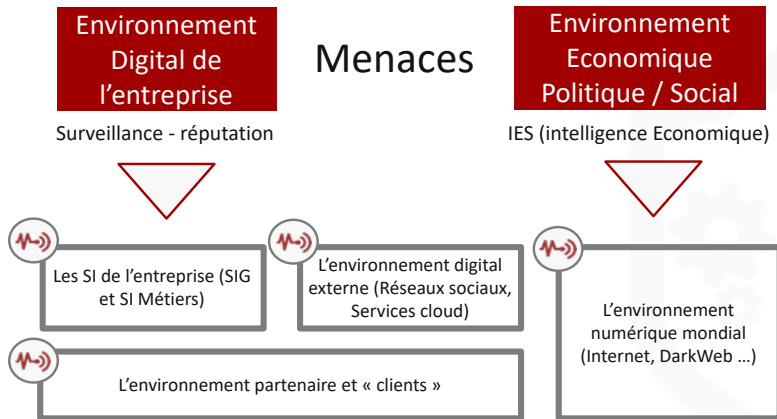 Environnement
Digital de
l'entreprise
Menaces
Environnement
Economique
Politique / Social
Surveillance - réputation
IES (intelligence Economique)
Les SI de l'entreprise (SIG
et SI Métiers)
L'environnement digital
externe (Réseaux sociaux,
Services cloud)
L'environnement
numérique mondial
(Internet, DarkWeb ...)
L'environnement partenaire et « clients »